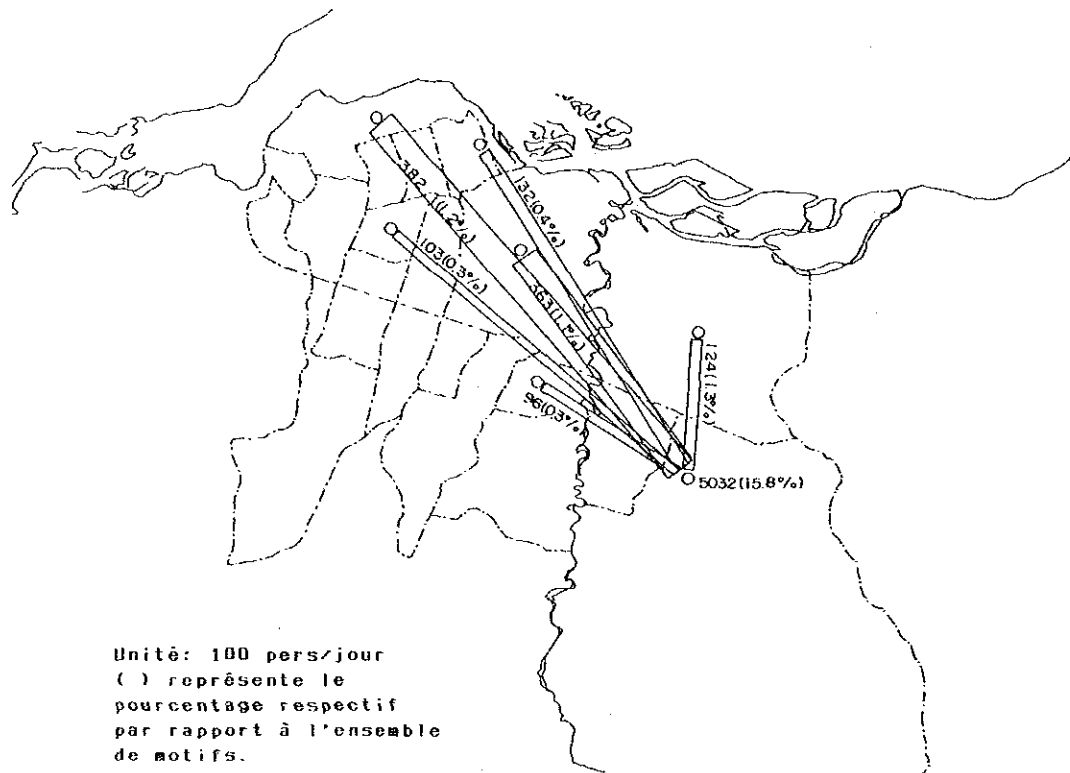 382 (1.2%)
132(0.4%)
103(0.3%)
363(1.1%)
124(1.3%)
96(0.3%)
5032(15.8%)
Unité: 100 pers/jour
( ) représente le
pourcentage respectif
par rapport à l'ensemble
de motifs.